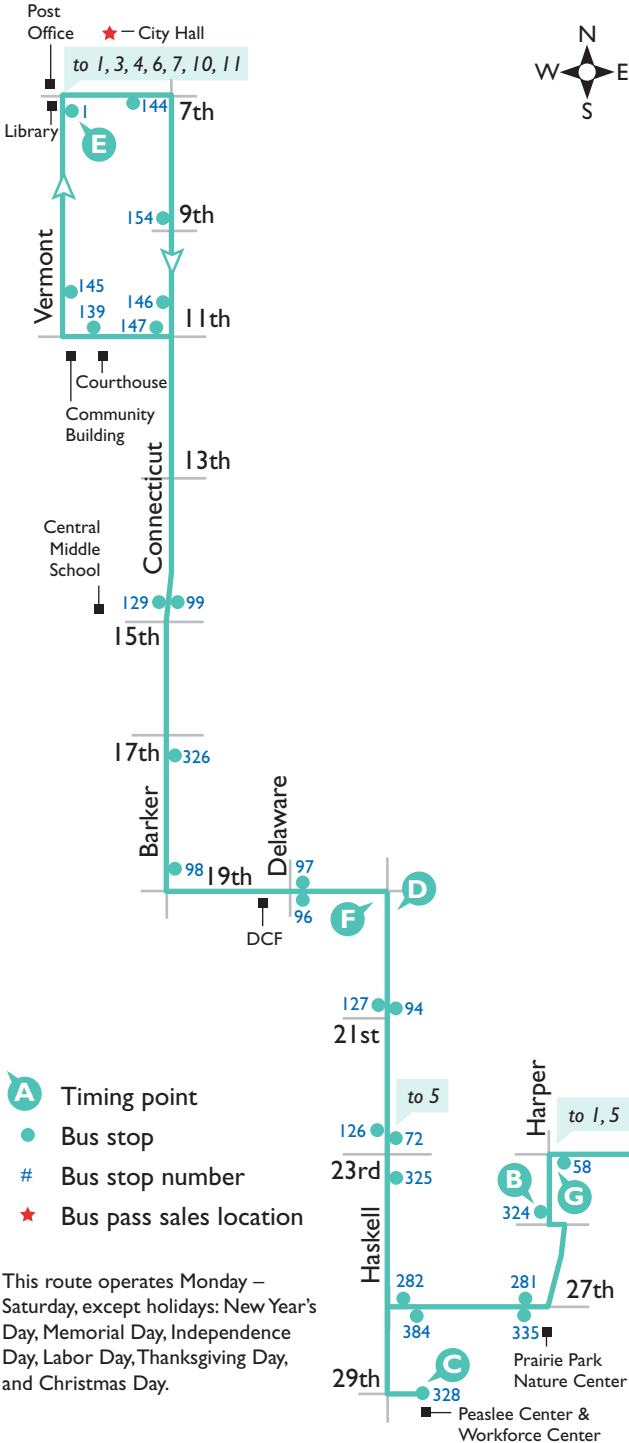 Post
Office
City Hall
N
W E
S
to 1, 3, 4, 6, 7, 10, 11
1
144
7th
Library
E
154
9th
Vermont
145
139
146
147
11th
Courthouse
Community
Building
Connecticut
13th
Central
Middle
School
129
99
15th
17th
326
Barker
98
19th
Delaware
97
96
DCF
D
F
127
94
21st
A Timing point
Bus stop
# Bus stop number
Bus pass sales location
to 5
126
72
23rd
325
Haskell
Harper
to 1, 5
58
B
G
324
282
384
281
335
27th
Prairie Park
Nature Center
29th
C
328
Peaslee Center &
Workforce Center
This route operates Monday –
Saturday, except holidays: New Year's
Day, Memorial Day, Independence
Day, Labor Day, Thanksgiving Day,
and Christmas Day.